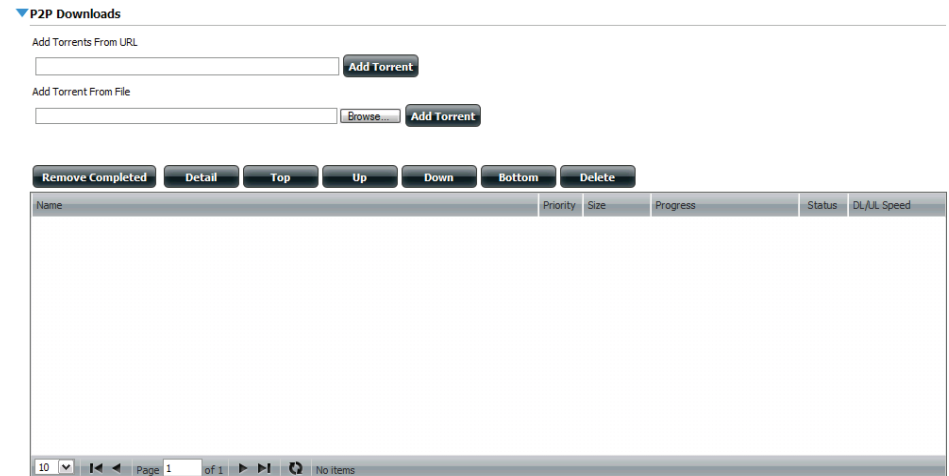 P2P Downloads
Add Torrents From URL
Add Torrent
Add Torrent From File
Browse... Add Torrent
Remove Completed Detail Top Up Down Bottom Delete
Name Priority Size Progress Status DL/UL Speed
10 Page 1 of 1 No items